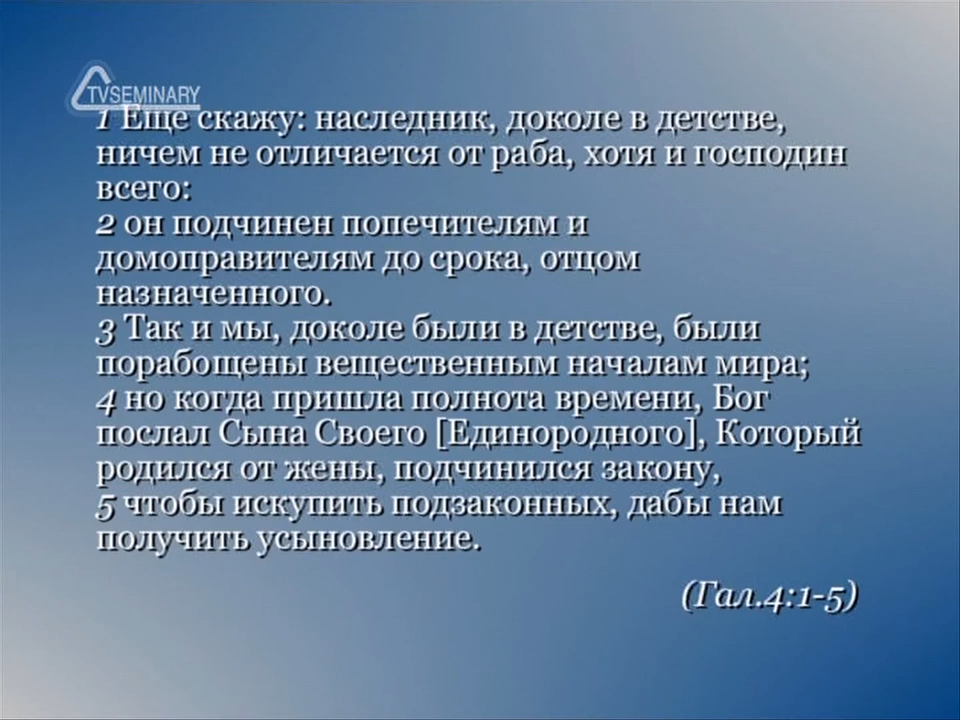 TVSEMINARY
1 Еще скажу: наследник, доколе в детстве,
ничем не отличается от раба, хотя и господин
всего:
2 он подчинен попечителям и
домоправителям до срока, отцом
назначенного.
3 Так и мы, доколе были в детстве, были
порабощены вещественным началам мира;
4 но когда пришла полнота времени, Бог
послал Сына Своего [Единородного], Который
родился от жены, подчинился закону,
5 чтобы искупить подзаконных, дабы нам
получить усыновление.
(Гал.4:1-5)